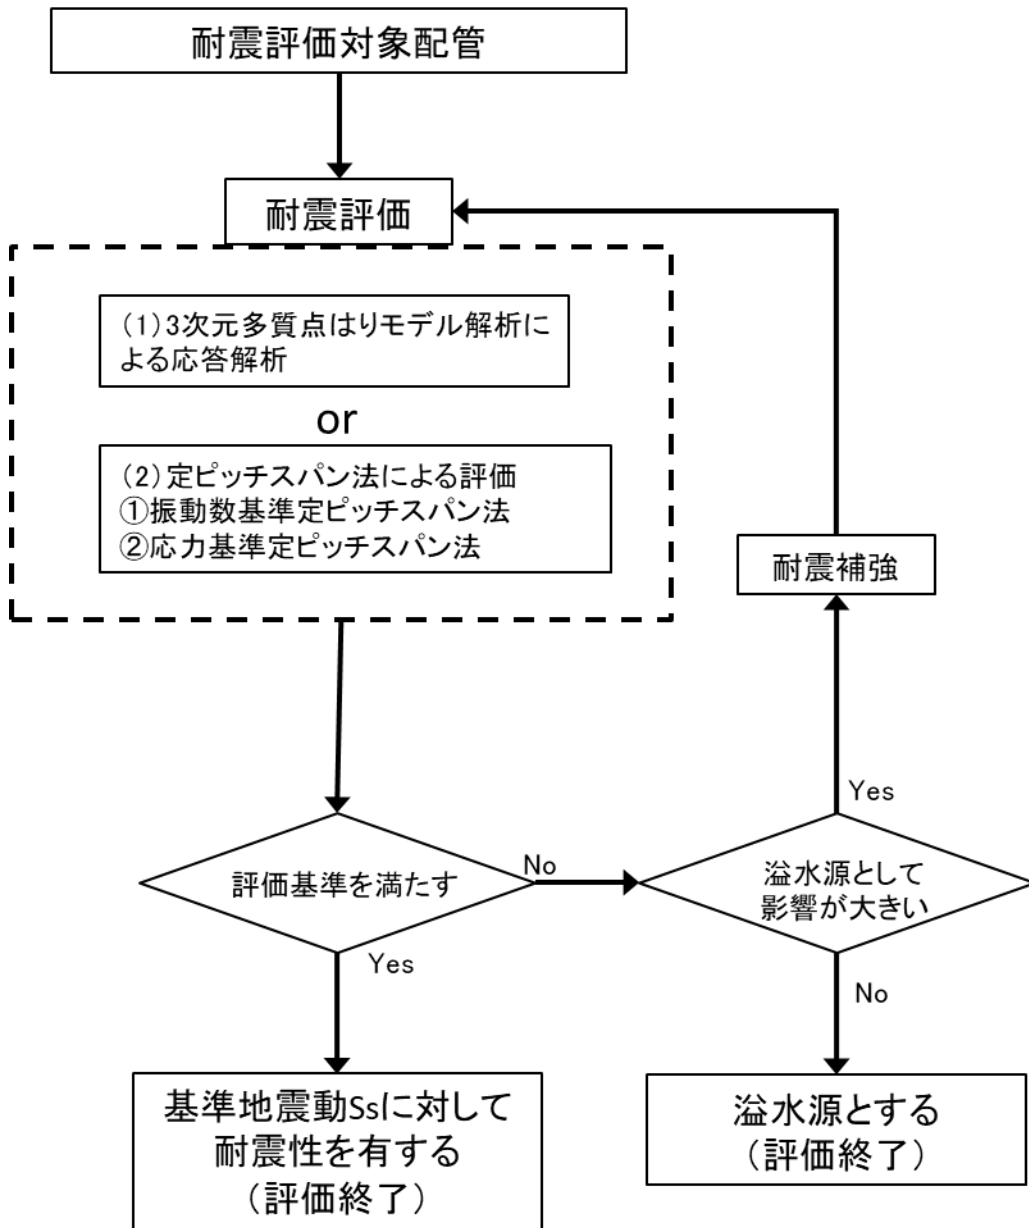 耐震評価対象配管
耐震評価
(1)3次元多質点はりモデル解析に
よる応答解析
or
(2)定ピッチスパン法による評価
①振動数基準定ピッチスパン法
②応力基準定ピッチスパン法
耐震補強
Yes
評価基準を満たす
No
溢水源として
影響が大きい
Yes
No
基準地震動Ssに対して
耐震性を有する
(評価終了)
溢水源とする
(評価終了)